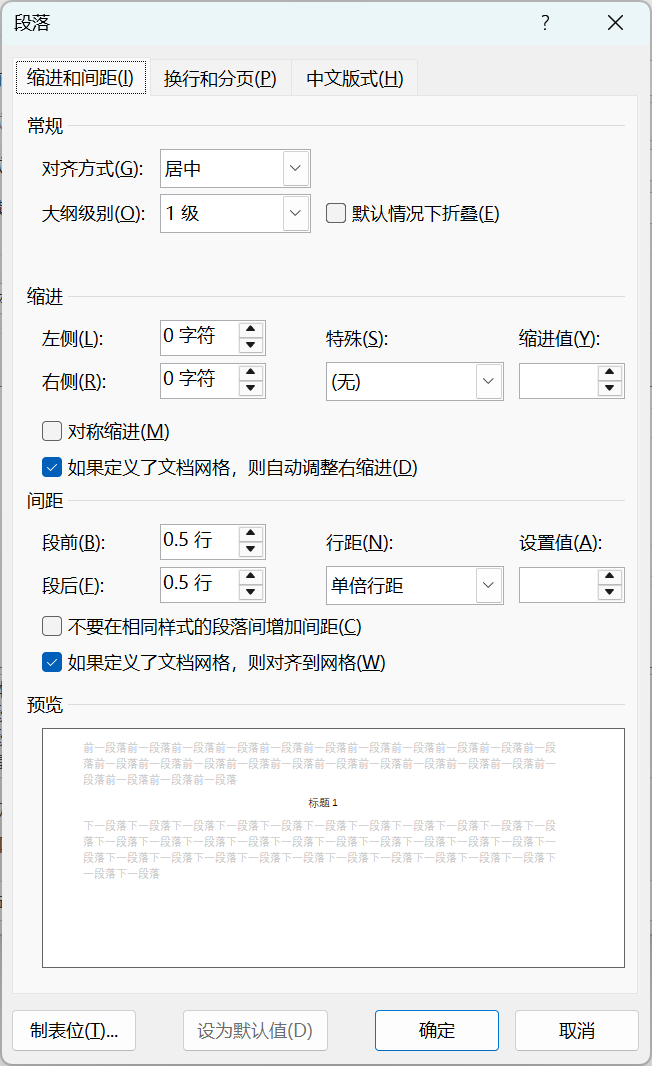 段落 ?
缩进和间距(I) 换行和分页(P) 中文版式(H)
常规
对齐方式(G): 居中
大纲级别(O): 1 级 默认情况下折叠(E)
缩进
左侧(L): 0 字符 特殊(S): 缩进值(Y):
右侧(R): 0 字符 (无)
对称缩进(M)
如果定义了文档网格，则自动调整右缩进(D)
间距
段前(B): 0.5 行 行距(N): 设置值(A):
段后(F): 0.5 行 单倍行距
不要在相同样式的段落间增加间距(C)
如果定义了文档网格，则对齐到网格(W)
预览
前一段落前一段落前一段落前一段落前一段落前一段落前一段落前一段落前一段落前一段落前一段
落前一段落前一段落前一段落前一段落前一段落前一段落前一段落前一段落前一段落前一段落前一
段落前一段落前一段落前一段落
标题 1
下一段落下一段落下一段落下一段落下一段落下一段落下一段落下一段落下一段落下一段落下一段
落下一段落下一段落下一段落下一段落下一段落下一段落下一段落下一段落下一段落下一段落下一
段落下一段落下一段落下一段落下一段落下一段落下一段落下一段落下一段落下一段落下一段落下
一段落下一段落
制表位(T)... 设为默认值(D) 确定 取消